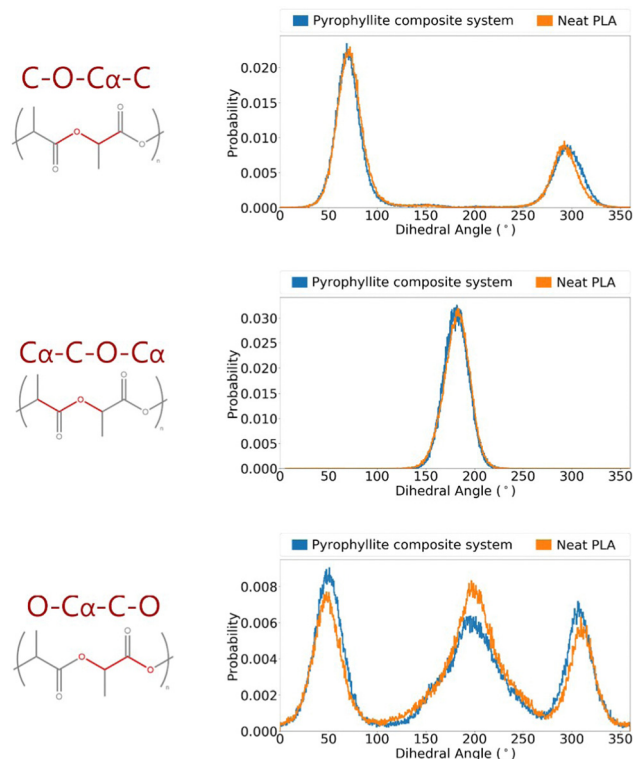 Pyrophyllite composite system Neat PLA
C-O-Cα-C
O
O
O
O
n
Probability
0.020
0.015
0.010
0.005
0.000
0 50 100 150 200 250 300 350
Dihedral Angle (°)
Pyrophyllite composite system Neat PLA
Cα-C-O-Cα
O
O
O
O
n
Probability
0.030
0.025
0.020
0.015
0.010
0.005
0.000
0 50 100 150 200 250 300 350
Dihedral Angle (°)
Pyrophyllite composite system Neat PLA
O-Cα-C-O
O
O
O
O
n
Probability
0.008
0.006
0.004
0.002
0.000
0 50 100 150 200 250 300 350
Dihedral Angle (°)